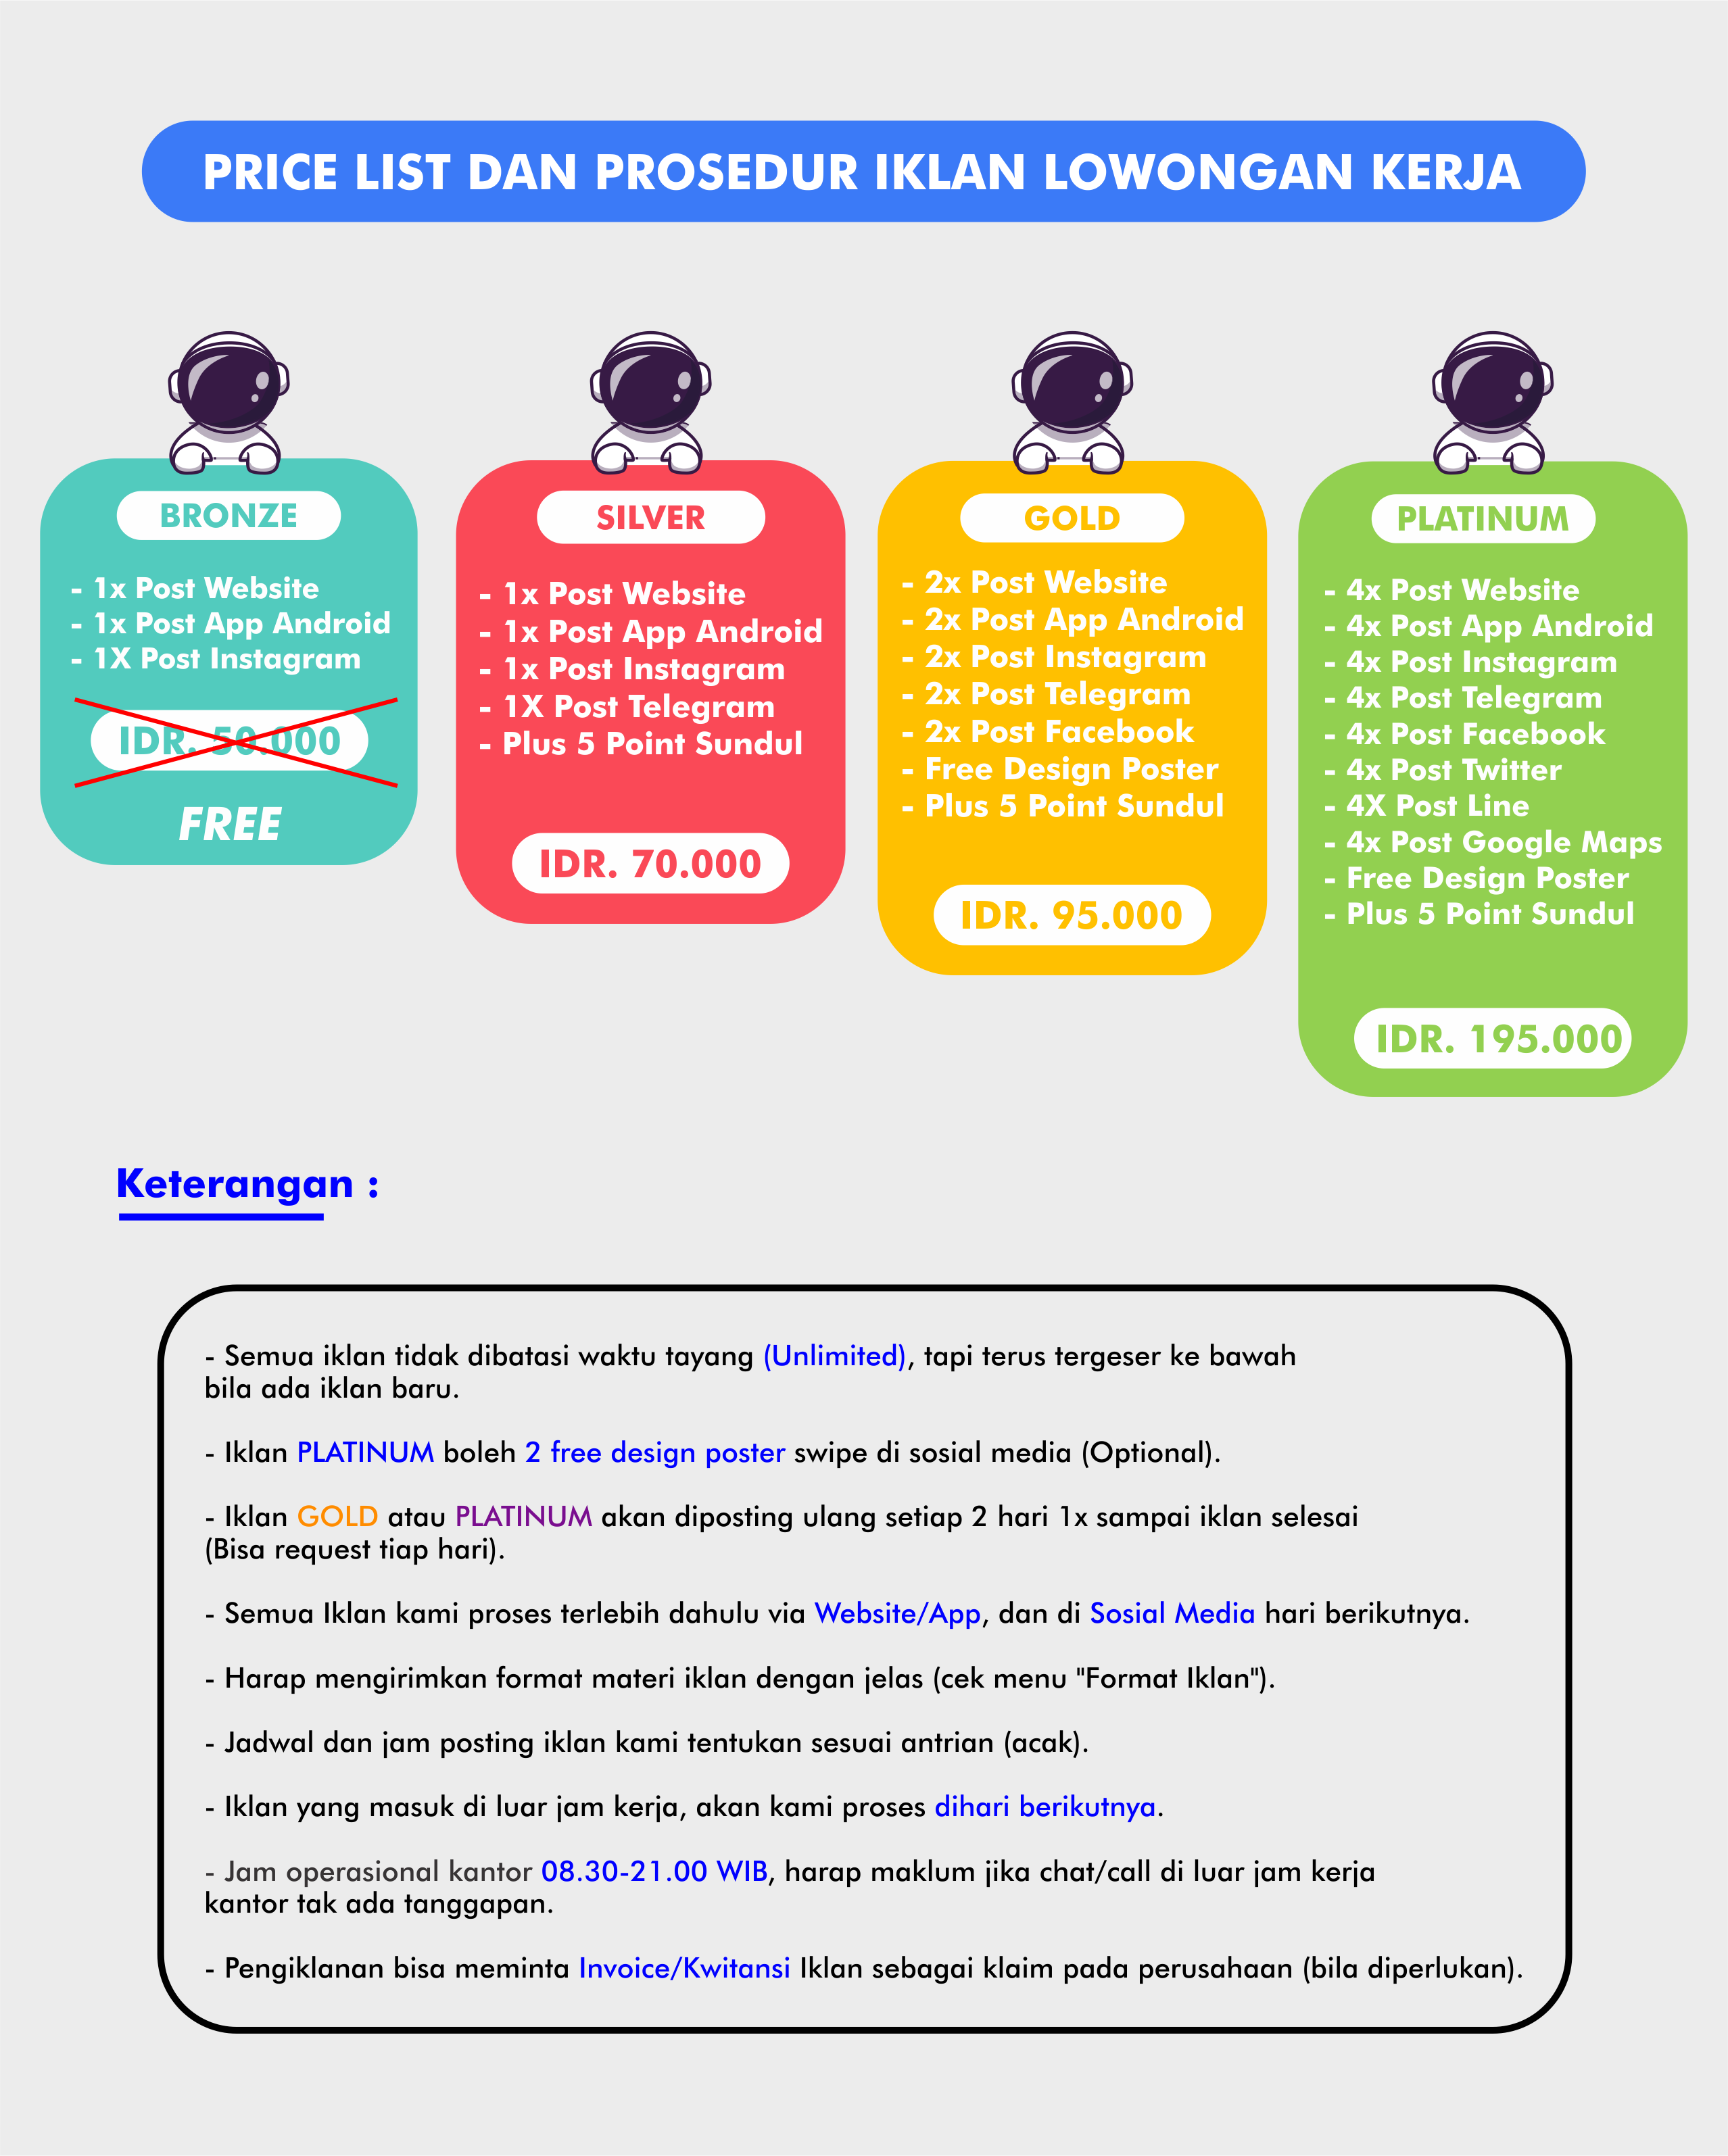 PRICE LIST DAN PROSEDUR IKLAN LOWONGAN KERJA
BRONZE
- 1x Post Website
- 1x Post App Android
- 1X Post Instagram
IDR. 50.000
FREE
SILVER
- 1x Post Website
- 1x Post App Android
- 1x Post Instagram
- 1X Post Telegram
- Plus 5 Point Sundul
IDR. 70.000
GOLD
- 2x Post Website
- 2x Post App Android
- 2x Post Instagram
- 2x Post Telegram
- 2x Post Facebook
- Free Design Poster
- Plus 5 Point Sundul
IDR. 95.000
PLATINUM
- 4x Post Website
- 4x Post App Android
- 4x Post Instagram
- 4x Post Telegram
- 4x Post Facebook
- 4x Post Twitter
- 4X Post Line
- 4x Post Google Maps
- Free Design Poster
- Plus 5 Point Sundul
IDR. 195.000
Keterangan :
- Semua iklan tidak dibatasi waktu tayang (Unlimited), tapi terus tergeser ke bawah
bila ada iklan baru.
- Iklan PLATINUM boleh 2 free design poster swipe di sosial media (Optional).
- Iklan GOLD atau PLATINUM akan diposting ulang setiap 2 hari 1x sampai iklan selesai
(Bisa request tiap hari).
- Semua Iklan kami proses terlebih dahulu via Website/App, dan di Sosial Media hari berikutnya.
- Harap mengirimkan format materi iklan dengan jelas (cek menu "Format Iklan").
- Jadwal dan jam posting iklan kami tentukan sesuai antrian (acak).
- Iklan yang masuk di luar jam kerja, akan kami proses dihari berikutnya.
- Jam operasional kantor 08.30-21.00 WIB, harap maklum jika chat/call di luar jam kerja
kantor tak ada tanggapan.
- Pengiklanan bisa meminta Invoice/Kwitansi Iklan sebagai klaim pada perusahaan (bila diperlukan).